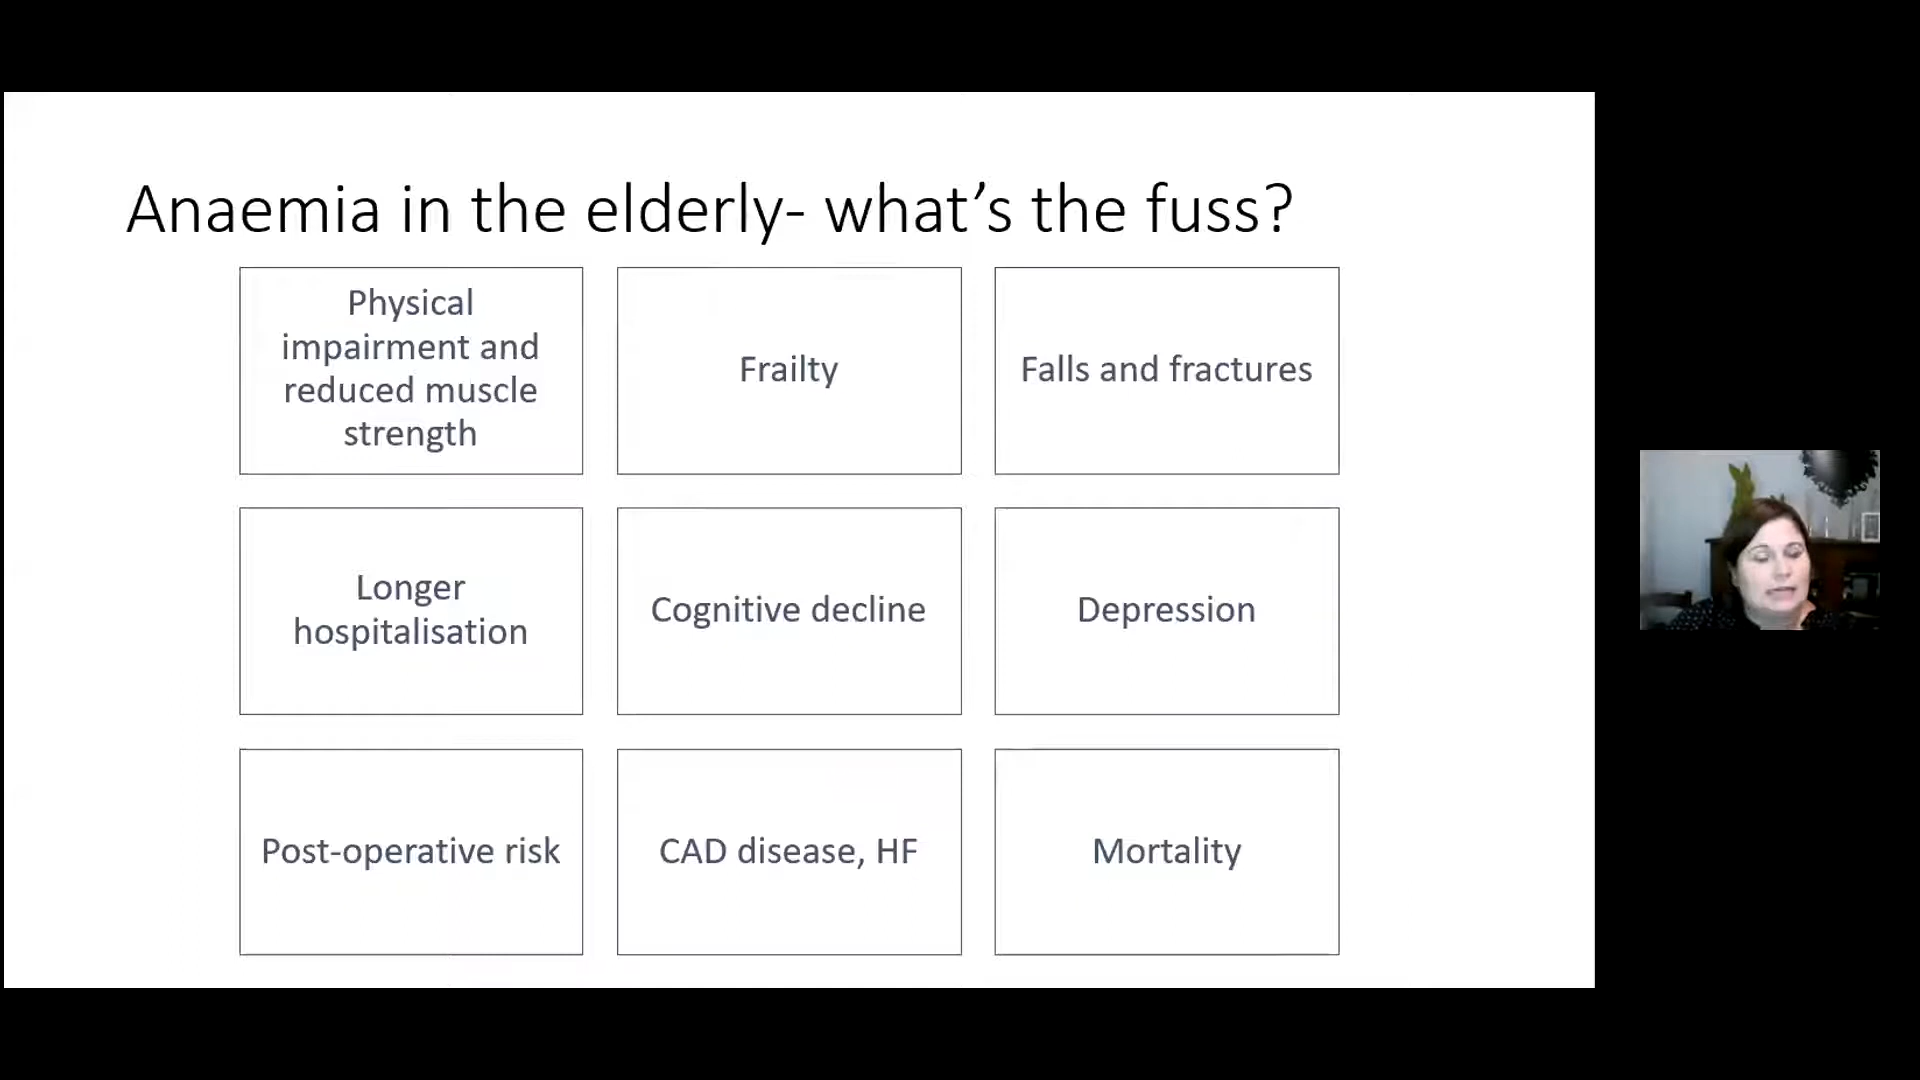 Anaemia in the elderly- what’s the fuss?
Physical
impairment and
reduced muscle
strength
Frailty
Falls and fractures
Longer
hospitalisation
Cognitive decline
Depression
Post-operative risk
CAD disease, HF
Mortality